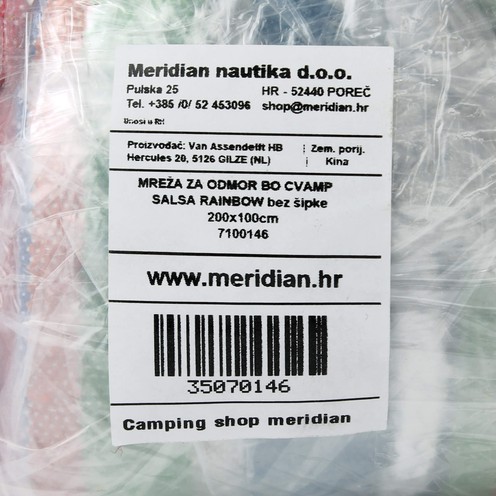 Meridian nautika d.o.o.
Pulska 25 HR - 52440 POREČ
Tel. +385 /0/ 52 453096 shop@meridian.hr
Proizvođač: Van Assendelft HB Zem. porij.
Hercules 20, 5126 GILZE (NL) Kina
MREŽA ZA ODMOR BO CVAMP
SALSA RAINBOW bez šipke
200x100cm
7100146
www.meridian.hr
35070146
Camping shop meridian